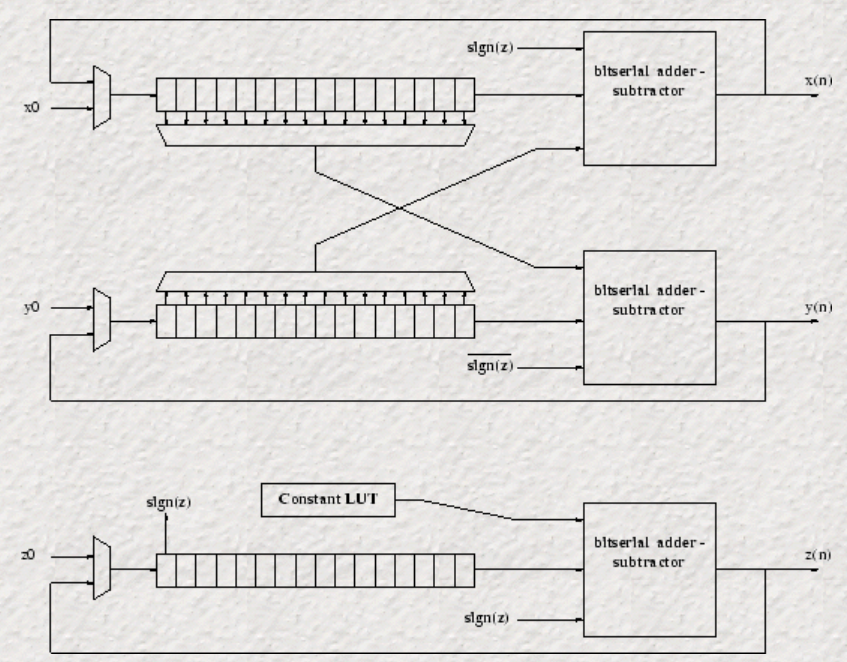 sign(z)
bitserial adder-
subtractor
x(n)
x0
bitserial adder-
subtractor
y0
y(n)
sign(z)
sign(z)
Constant LUT
bitserial adder-
subtractor
z0
z(n)
sign(z)